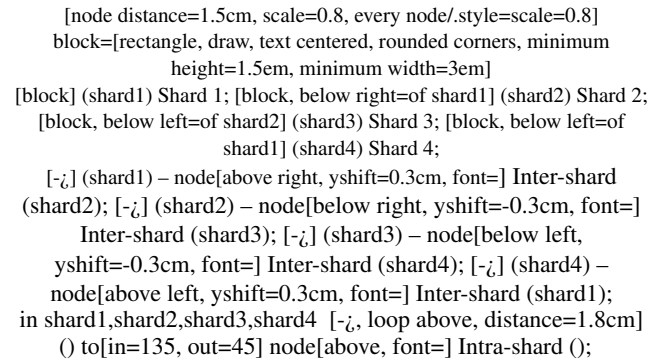 [node distance=1.5cm, scale=0.8, every node/.style=scale=0.8]
block=[rectangle, draw, text centered, rounded corners, minimum
height=1.5em, minimum width=3em]
[block] (shard1) Shard 1; [block, below right=of shard1] (shard2) Shard 2;
[block, below left=of shard2] (shard3) Shard 3; [block, below left=of
shard1] (shard4) Shard 4;
[-¿] (shard1) – node[above right, yshift=0.3cm, font=] Inter-shard
(shard2); [-¿] (shard2) – node[below right, yshift=-0.3cm, font=]
Inter-shard (shard3); [-¿] (shard3) – node[below left,
yshift=-0.3cm, font=] Inter-shard (shard4); [-¿] (shard4) –
node[above left, yshift=0.3cm, font=] Inter-shard (shard1);
in shard1,shard2,shard3,shard4 [-¿, loop above, distance=1.8cm]
() to[in=135, out=45] node[above, font=] Intra-shard ();